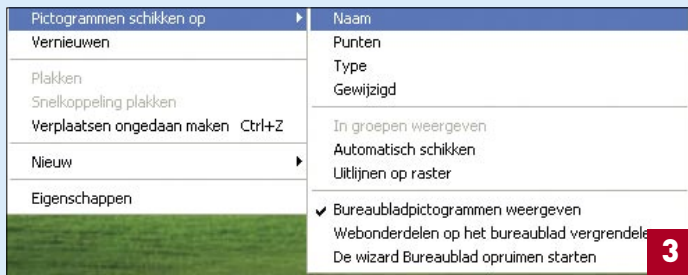 Pictogrammen schikken op
Vernieuwen
Plakken
Snelkoppeling plakken
Verplaatsen ongedaan maken Ctrl+Z
Nieuw
Eigenschappen
Naam
Punten
Type
Gewijzigd
In groepen weergeven
Automatisch schikken
Uitlijnen op raster
Bureaubladpictogrammen weergeven
Webonderdelen op het bureaublad vergrendele
De wizard Bureaublad opruimen starten
3